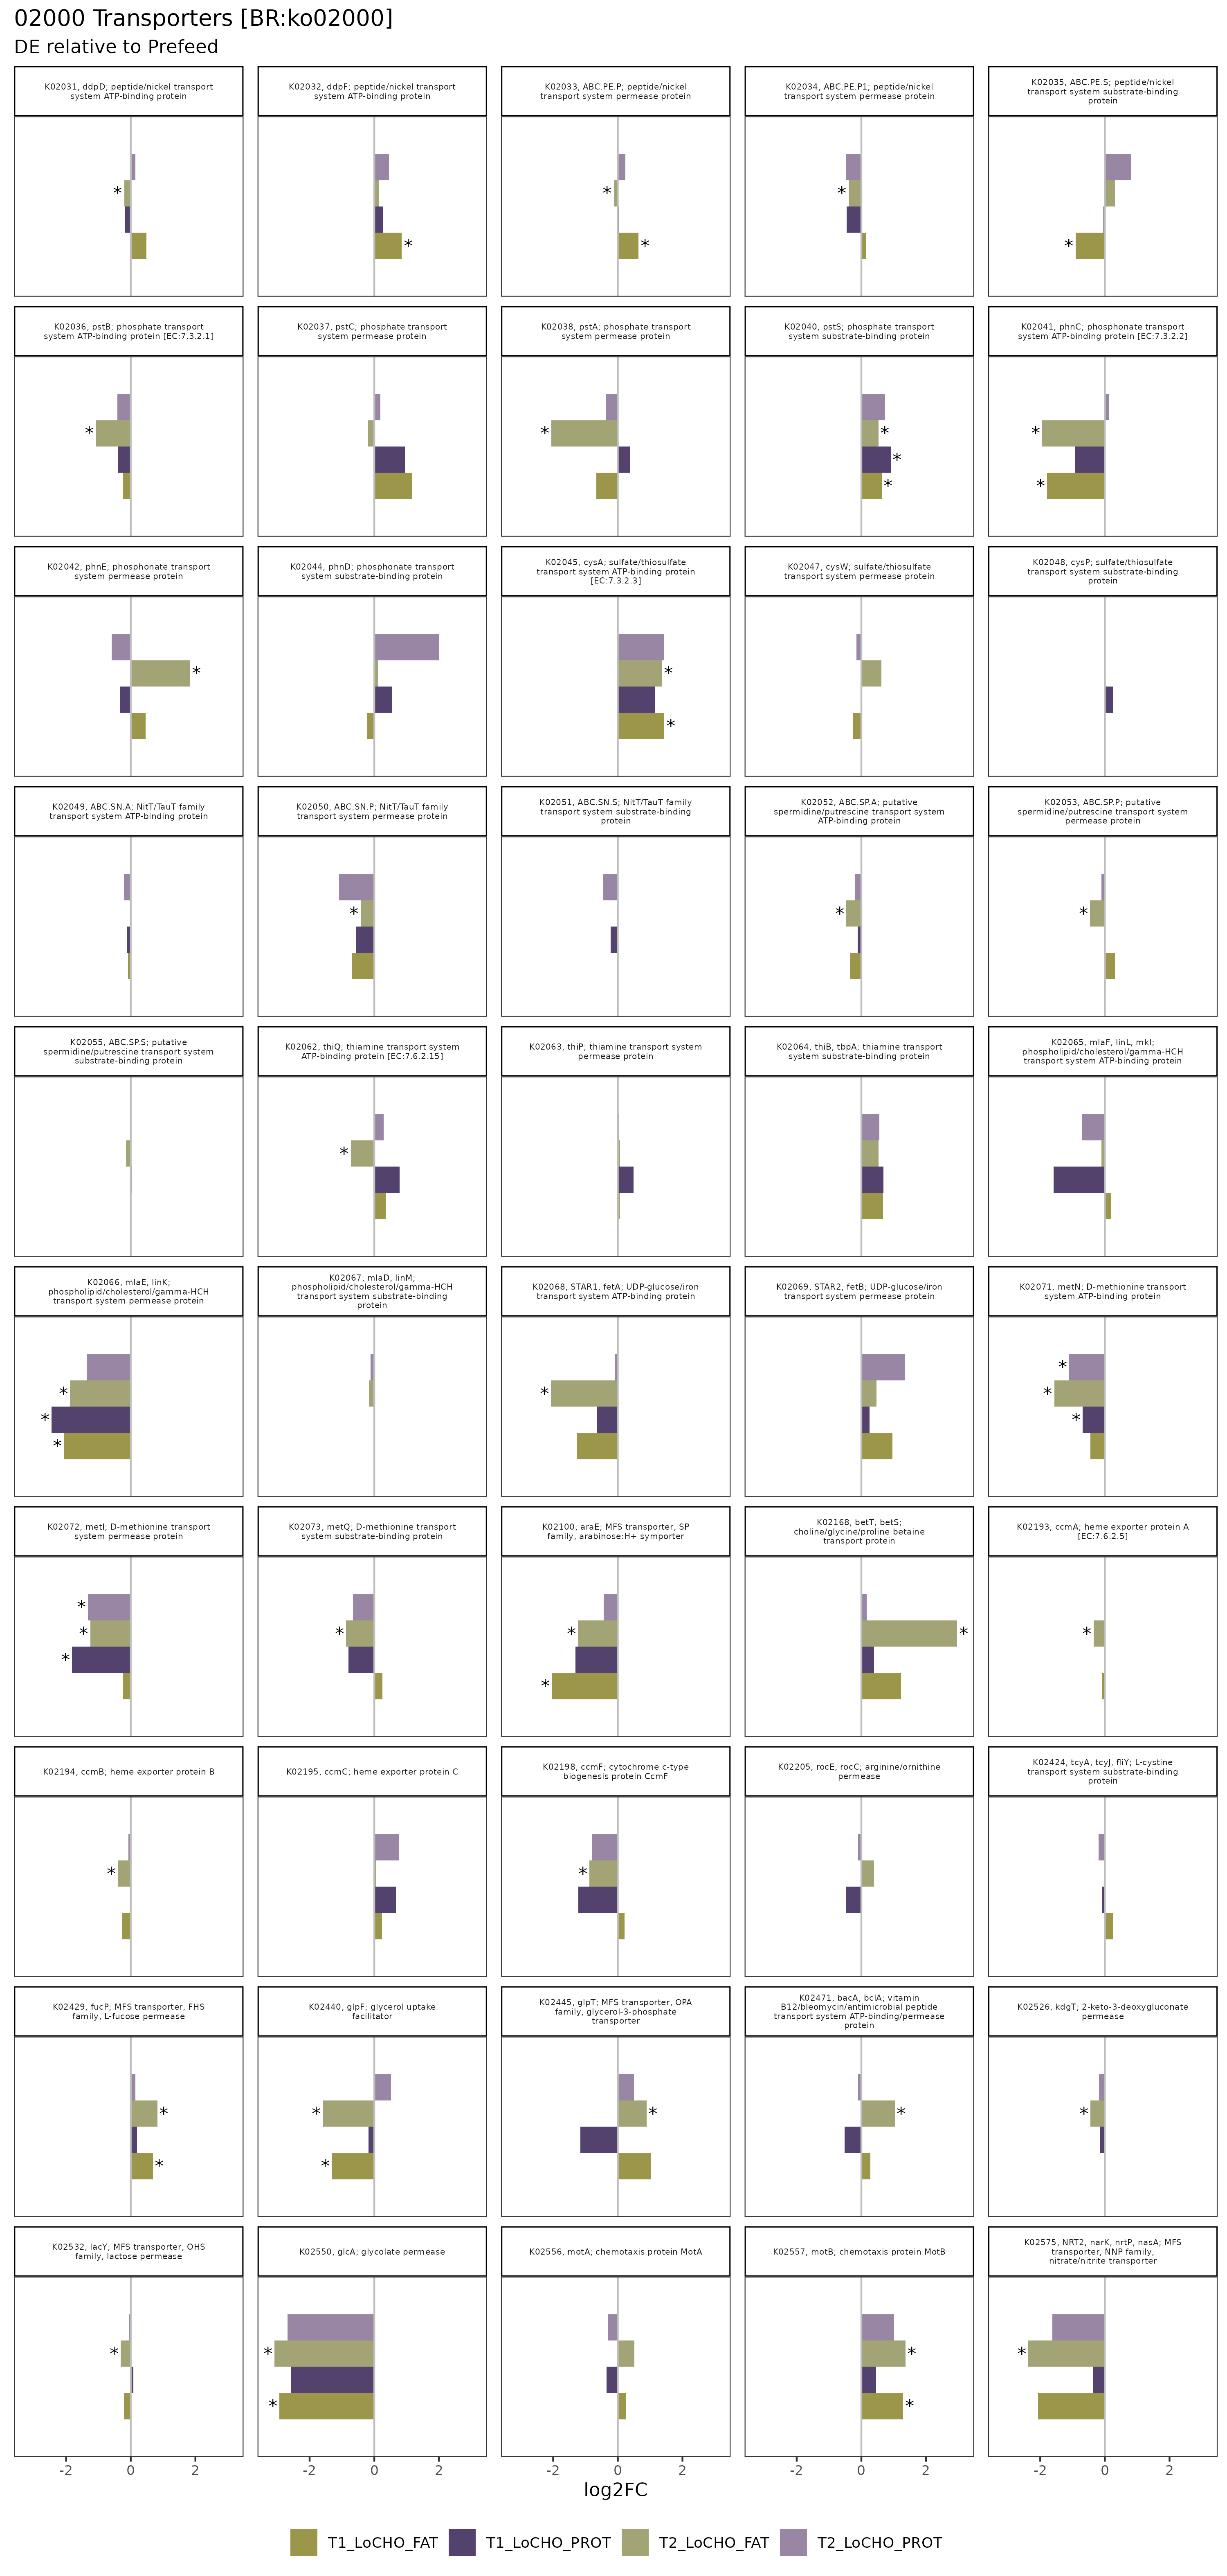 02000 Transporters [BR:ko02000]
DE relative to Prefeed
K02031, ddpD; peptide/nickel transport
system ATP-binding protein
K02032, ddpF; peptide/nickel transport
system ATP-binding protein
K02033, ABC.PE.P; peptide/nickel
transport system permease protein
K02034, ABC.PE.P1; peptide/nickel
transport system permease protein
K02035, ABC.PE.S; peptide/nickel
transport system substrate-binding
protein
*
*
*
*
*
*
K02036, pstB; phosphate transport
system ATP-binding protein [EC:7.3.2.1]
K02037, pstC; phosphate transport
system permease protein
K02038, pstA; phosphate transport
system permease protein
K02040, pstS; phosphate transport
system substrate-binding protein
K02041, phnC; phosphonate transport
system ATP-binding protein [EC:7.3.2.2]
*
*
*
*
*
*
*
K02042, phnE; phosphonate transport
system permease protein
K02044, phnD; phosphonate transport
system substrate-binding protein
K02045, cysA; sulfate/thiosulfate
transport system ATP-binding protein
[EC:7.3.2.3]
K02047, cysW; sulfate/thiosulfate
transport system permease protein
K02048, cysP; sulfate/thiosulfate
transport system substrate-binding
protein
*
*
*
K02049, ABC.SN.A; NitT/TauT family
transport system ATP-binding protein
K02050, ABC.SN.P; NitT/TauT family
transport system permease protein
K02051, ABC.SN.S; NitT/TauT family
transport system substrate-binding
protein
K02052, ABC.SP.A; putative
spermidine/putrescine transport system
ATP-binding protein
K02053, ABC.SP.P; putative
spermidine/putrescine transport system
permease protein
*
*
*
K02055, ABC.SP.S; putative
spermidine/putrescine transport system
substrate-binding protein
K02062, thiQ; thiamine transport system
ATP-binding protein [EC:7.6.2.15]
K02063, thiP; thiamine transport system
permease protein
K02064, thiB, tbpA; thiamine transport
system substrate-binding protein
K02065, mlaF, linL, mkl;
phospholipid/cholesterol/gamma-HCH
transport system ATP-binding protein
*
K02066, mlaE, linK;
phospholipid/cholesterol/gamma-HCH
transport system permease protein
K02067, mlaD, linM;
phospholipid/cholesterol/gamma-HCH
transport system substrate-binding
protein
K02068, STAR1, fetA; UDP-glucose/iron
transport system ATP-binding protein
K02069, STAR2, fetB; UDP-glucose/iron
transport system permease protein
K02071, metN; D-methionine transport
system ATP-binding protein
*
*
*
*
*
*
*
K02072, metI; D-methionine transport
system permease protein
K02073, metQ; D-methionine transport
system substrate-binding protein
K02100, araE; MFS transporter, SP
family, arabinose:H+ symporter
K02168, betT, betS;
choline/glycine/proline betaine
transport protein
K02193, ccmA; heme exporter protein A
[EC:7.6.2.5]
*
*
*
*
*
*
*
*
K02194, ccmB; heme exporter protein B
K02195, ccmC; heme exporter protein C
K02198, ccmF; cytochrome c-type
biogenesis protein CcmF
K02205, rocE, rocC; arginine/ornithine
permease
K02424, tcyA, tcyJ, fliY; L-cystine
transport system substrate-binding
protein
*
*
K02429, fucP; MFS transporter, FHS
family, L-fucose permease
K02440, glpF; glycerol uptake
facilitator
K02445, glpT; MFS transporter, OPA
family, glycerol-3-phosphate
transporter
K02471, bacA, bclA; vitamin
B12/bleomycin/antimicrobial peptide
transport system ATP-binding/permease
protein
K02526, kdgT; 2-keto-3-deoxygluconate
permease
*
*
*
*
*
*
*
K02532, lacY; MFS transporter, OHS
family, lactose permease
K02550, glcA; glycolate permease
K02556, motA; chemotaxis protein MotA
K02557, motB; chemotaxis protein MotB
K02575, NRT2, narK, nrtP, nasA; MFS
transporter, NNP family,
nitrate/nitrite transporter
*
*
*
*
*
*
-2 0 2 -2 0 2 -2 0 2 -2 0 2 -2 0 2
log2FC
T1_LoCHO_FAT T1_LoCHO_PROT T2_LoCHO_FAT T2_LoCHO_PROT